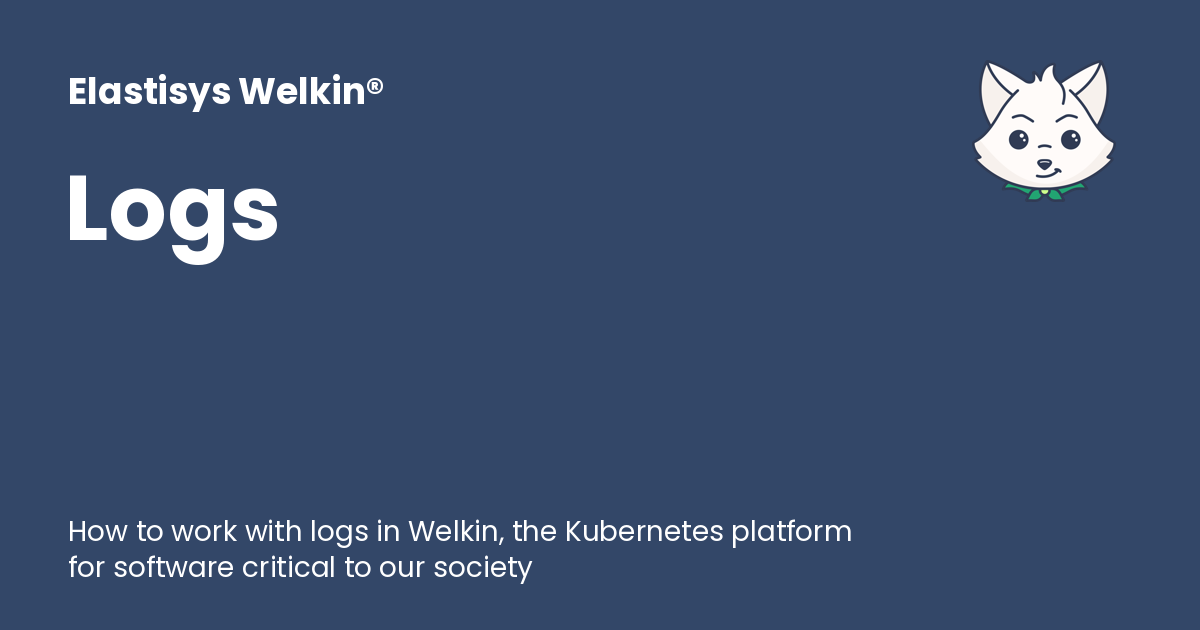 Elastisys Welkin®
Logs
How to work with logs in Welkin, the Kubernetes platform
for software critical to our society